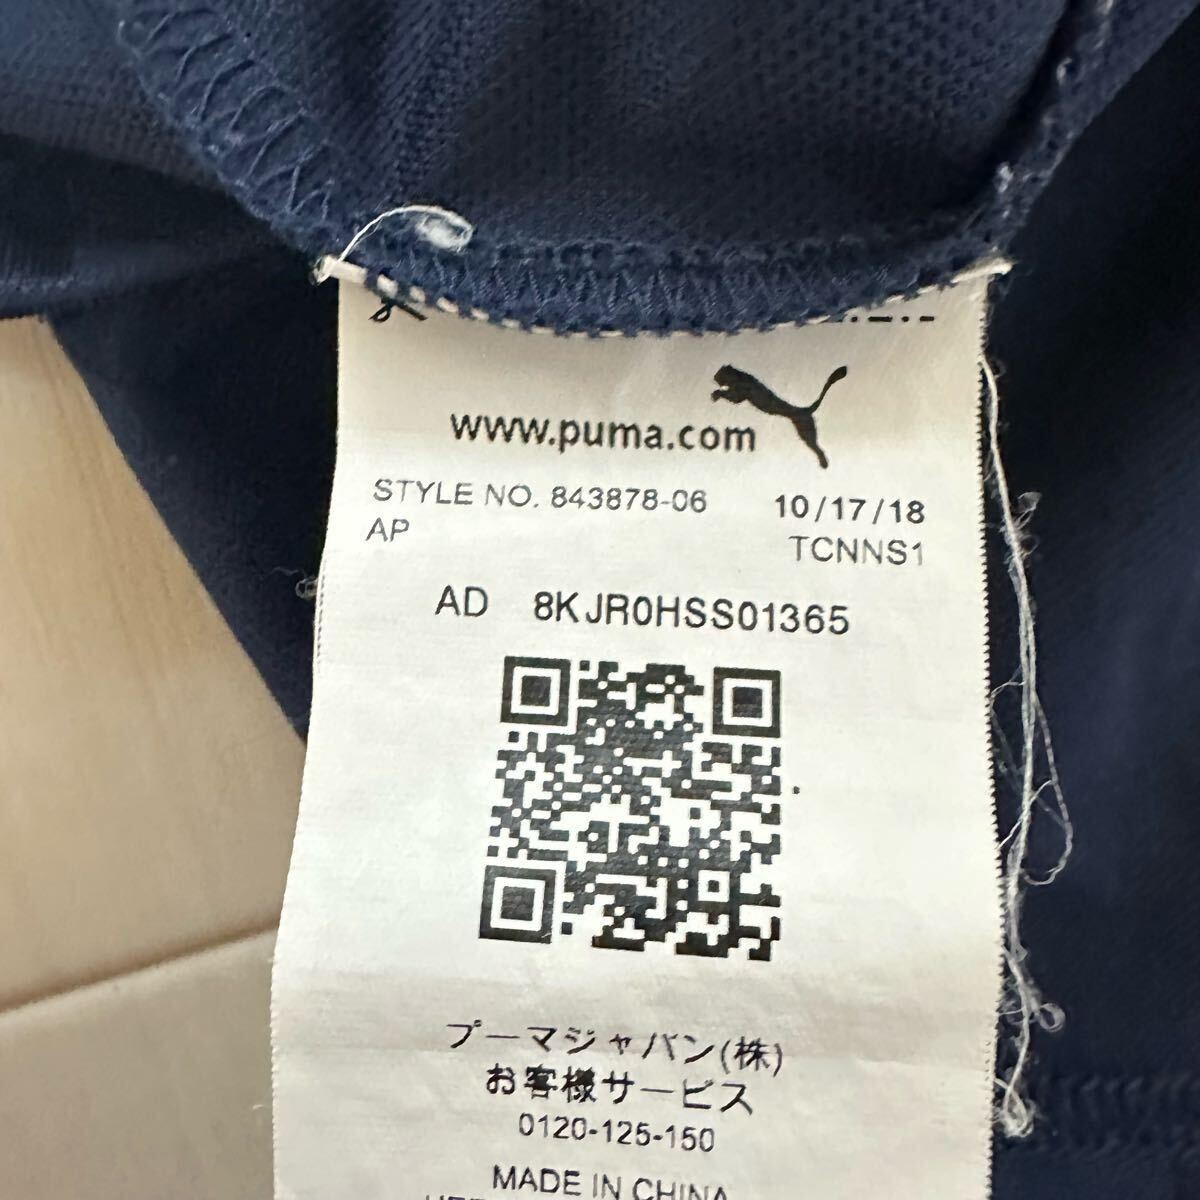 www.puma.com
STYLE NO. 843878-06 10/17/18
AP TCNNS1
AD 8KJR0HSS01365
プーマジャパン(株)
お客様サービス
0120-125-150
MADE IN CHINA